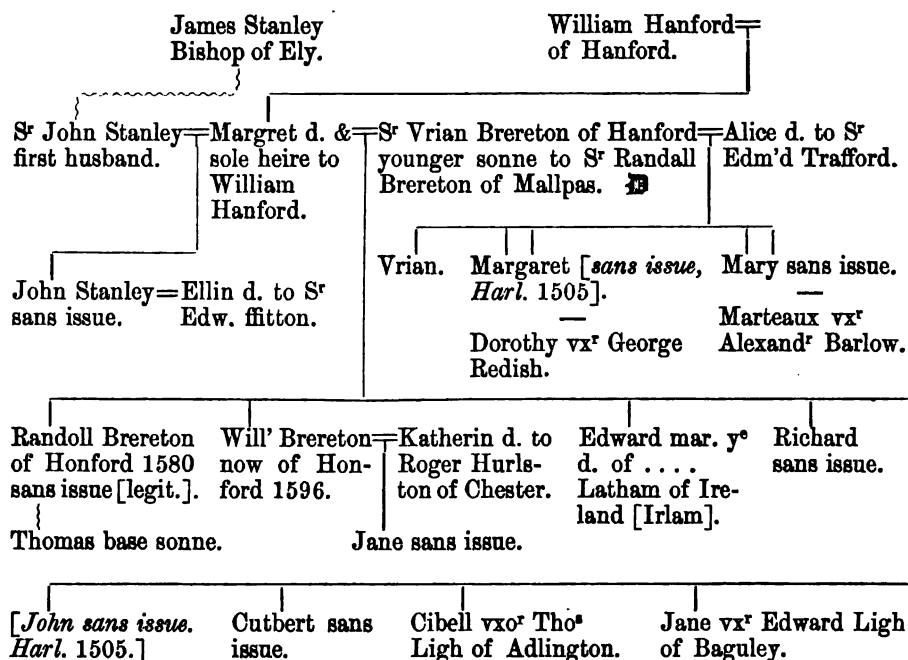 James Stanley
Bishop of Ely.
William Hanford=
of Hanford.
Sʳ John Stanley=Margret d. &=Sʳ Vrian Brereton of Hanford=Alice d. to Sʳ
first husband.
sole heire to
William
Hanford.
younger sonne to Sʳ Randall
Brereton of Mallpas.
Edm'd Trafford.
John Stanley=Ellin d. to Sʳ
sans issue.
Edw. ffitton.
Vrian.
Margaret [sans issue,
Harl. 1505].
—
Dorothy vxʳ George
Redish.
Mary sans issue.
—
Marteaux vxʳ
Alexandʳ Barlow.
Randoll Brereton
of Honford 1580
sans issue [legit.].
Thomas base sonne.
Will' Brereton=Katherin d. to
now of Hon-
ford 1596.
Roger Hurls-
ton of Chester.
Jane sans issue.
Edward mar. yᵉ
d. of ....
Latham of Ire-
land [Irlam].
Richard
sans issue.
[John sans issue.
Harl. 1505.]
Cutbert sans
issue.
Cibell vxoʳ Thoˢ
Ligh of Adlington.
Jane vxʳ Edward Ligh
of Baguley.